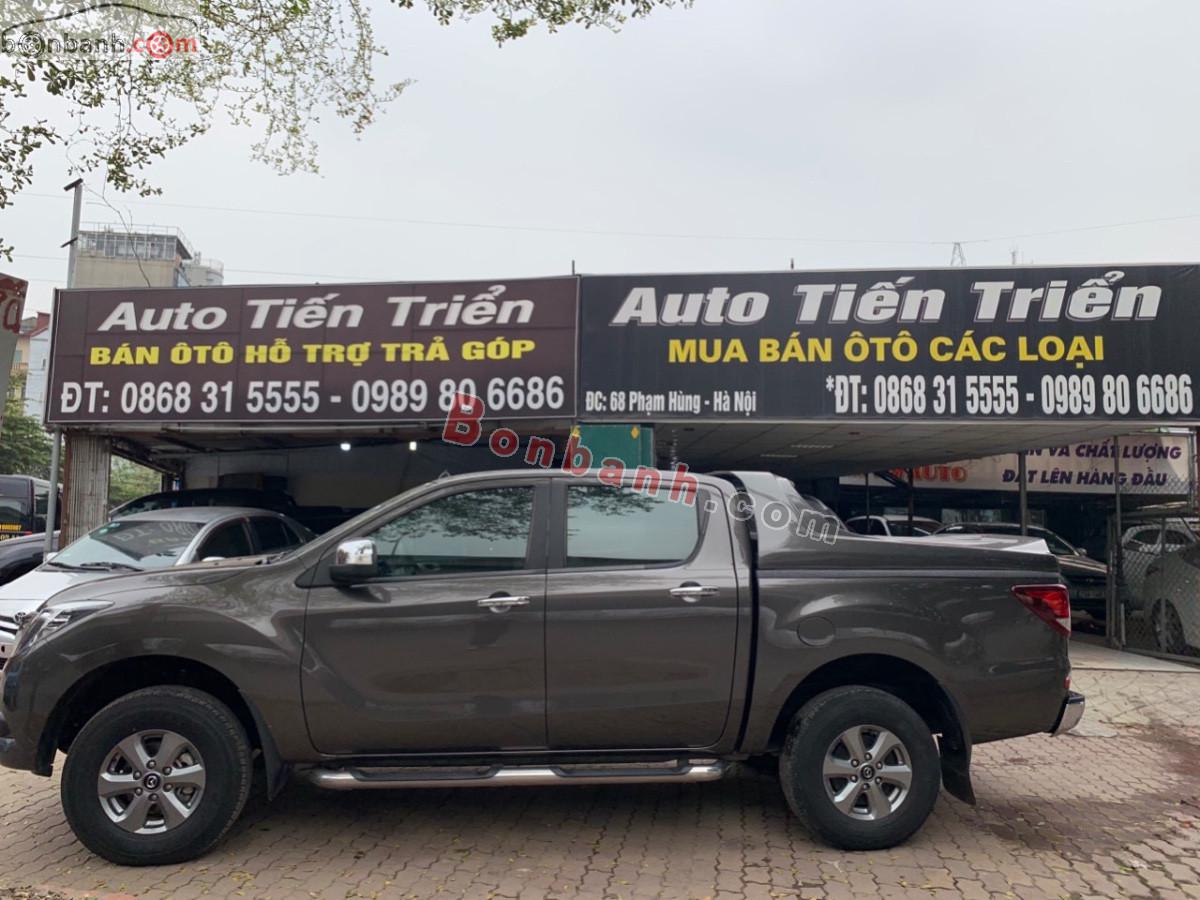 bonbanh.com
Auto Tiến Triển
BÁN ÔTÔ HỖ TRỢ TRẢ GÓP
ĐT: 0868 31 5555 - 0989 80 6686
Auto Tiến Triển
MUA BÁN ÔTÔ CÁC LOẠI
ĐC: 68 Phạm Hùng - Hà Nội
*ĐT: 0868 31 5555 - 0989 80 6686
Bonbanh.com
VÀ CHẤT LƯỢNG
AUTO
ĐẶT LÊN HÀNG ĐẦU